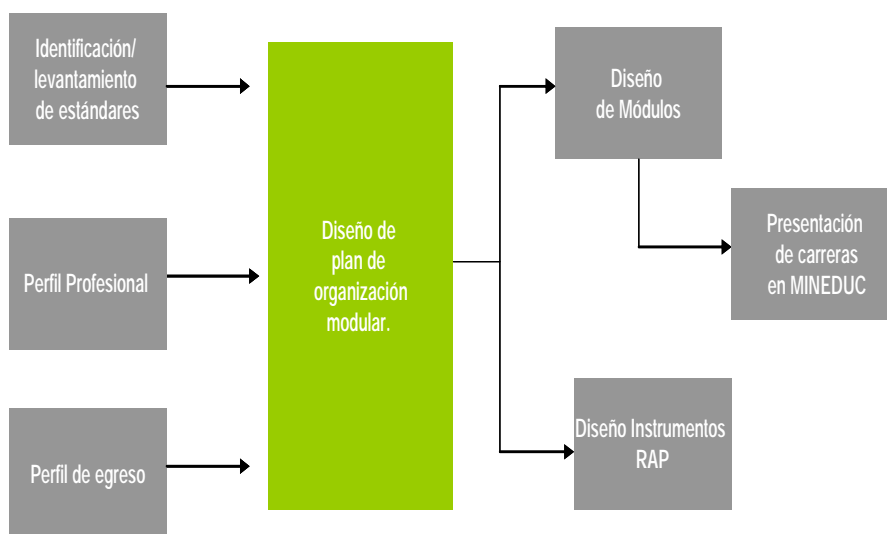 Identificación/
levantamiento
de estándares
Perfil Profesional
Perfil de egreso
Diseño de
plan de
organización
modular.
Diseño
de Módulos
Presentación
de carreras
en MINEDUC
Diseño Instrumentos
RAP